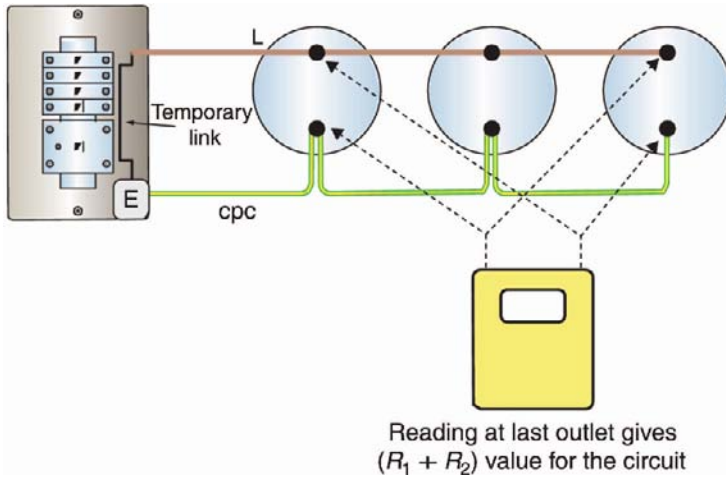 L
Temporary
link
E
cpc
Reading at last outlet gives
(R₁ + R₂) value for the circuit